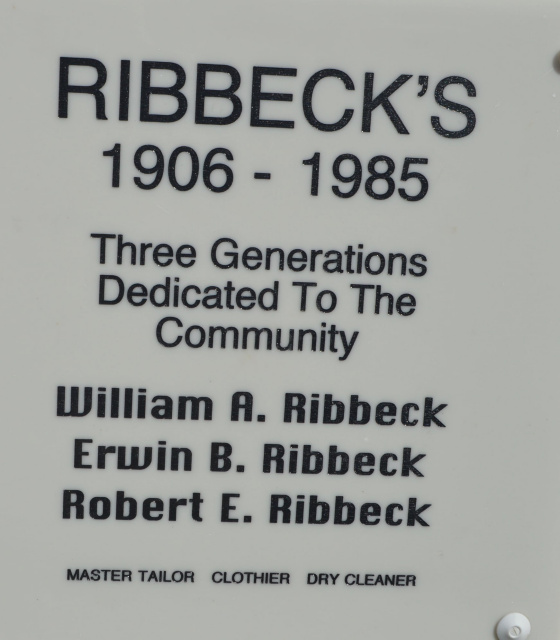 RIBBECK'S
1906 - 1985
Three Generations
Dedicated To The
Community
William A. Ribbeck
Erwin B. Ribbeck
Robert E. Ribbeck
MASTER TAILOR CLOTHIER DRY CLEANER